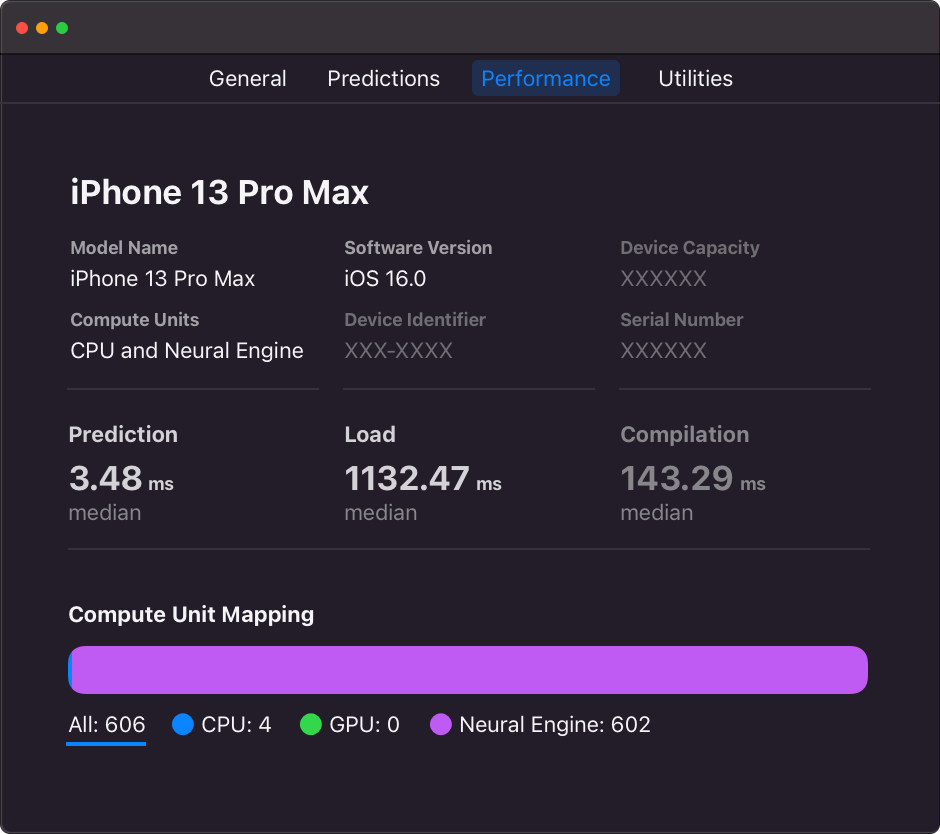 General Predictions Performance Utilities
iPhone 13 Pro Max
Model Name Software Version Device Capacity
iPhone 13 Pro Max iOS 16.0 XXXXXX
Compute Units Device Identifier Serial Number
CPU and Neural Engine XXX-XXXX XXXXXX
Prediction Load Compilation
3.48 ms 1132.47 ms 143.29 ms
median median median
Compute Unit Mapping
All: 606 CPU: 4 GPU: 0 Neural Engine: 602